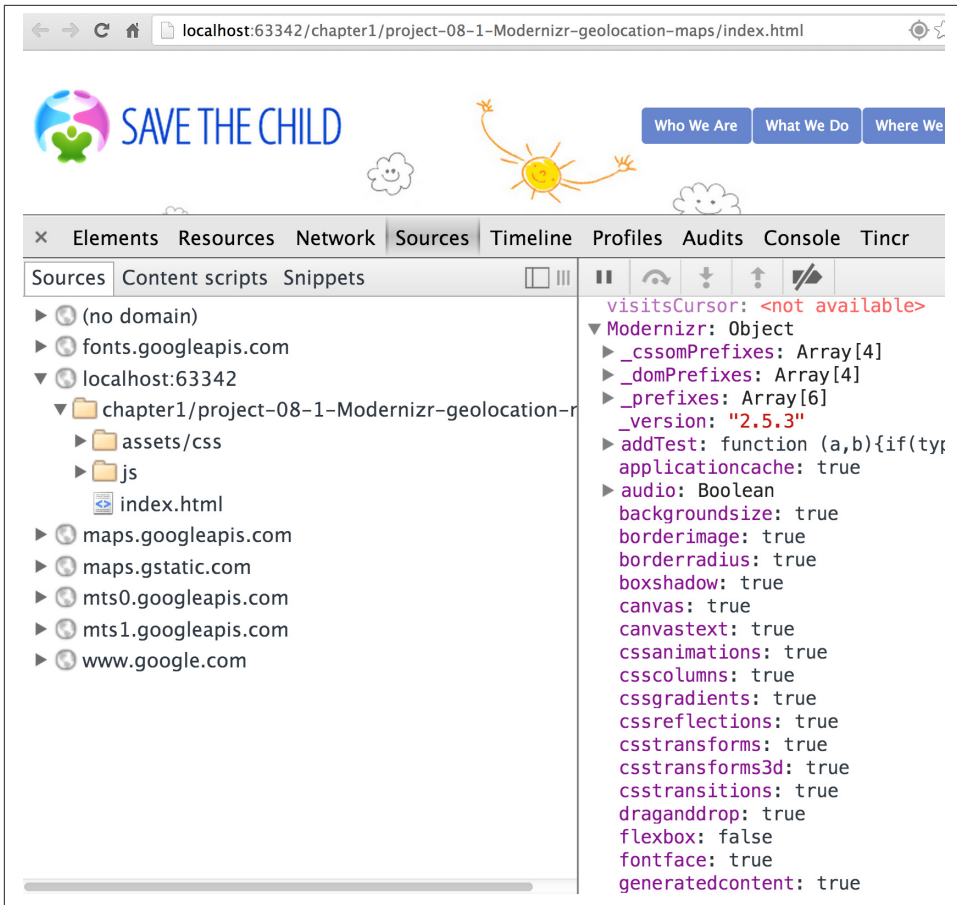 localhost:63342/chapter1/project-08-1-Modernizr-geolocation-maps/index.html
SAVE THE CHILD
Who We Are What We Do Where We
× Elements Resources Network Sources Timeline Profiles Audits Console Tincr
Sources Content scripts Snippets
(no domain)
fonts.googleapis.com
localhost:63342
chapter1/project-08-1-Modernizr-geolocation-r
assets/css
js
index.html
maps.googleapis.com
maps.gstatic.com
mts0.googleapis.com
mts1.googleapis.com
www.google.com
visitsCursor: <not available>
Modernizr: Object
_cssomPrefixes: Array[4]
_domPrefixes: Array[4]
_prefixes: Array[6]
_version: "2.5.3"
addTest: function (a,b){if(typ
applicationcache: true
audio: Boolean
backgroundsize: true
borderimage: true
borderradius: true
boxshadow: true
canvas: true
canvastext: true
cssanimations: true
csscolumns: true
cssgradients: true
cssreflections: true
csstransforms: true
csstransforms3d: true
csstransitions: true
draganddrop: true
flexbox: false
fontface: true
generatedcontent: true